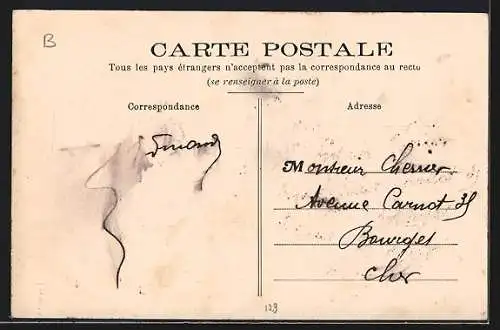 B
CARTE POSTALE
Tous les pays étrangers n'acceptent pas la correspondance au recto
(se renseigner à la poste)
Correspondance
Adresse
Monsieur
Avenue Carnot
Bourges
Cher
123